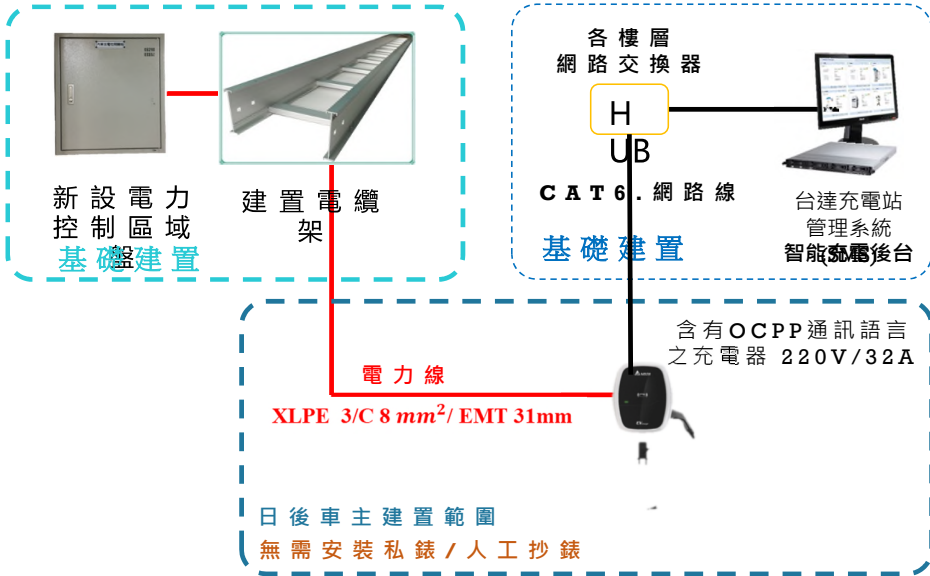 新設電力
控制區域
盤
基礎建置
建置電纜
架
各樓層
網路交換器
H
UB
CAT6.網路線
基礎建置
台達充電站
管理系統
(SMS)
智能充電後台
含有OCPP通訊語言
之充電器 220V/32A
電力線
XLPE 3/C 8 mm²/ EMT 31mm
日後車主建置範圍
無需安裝私錶/人工抄錶